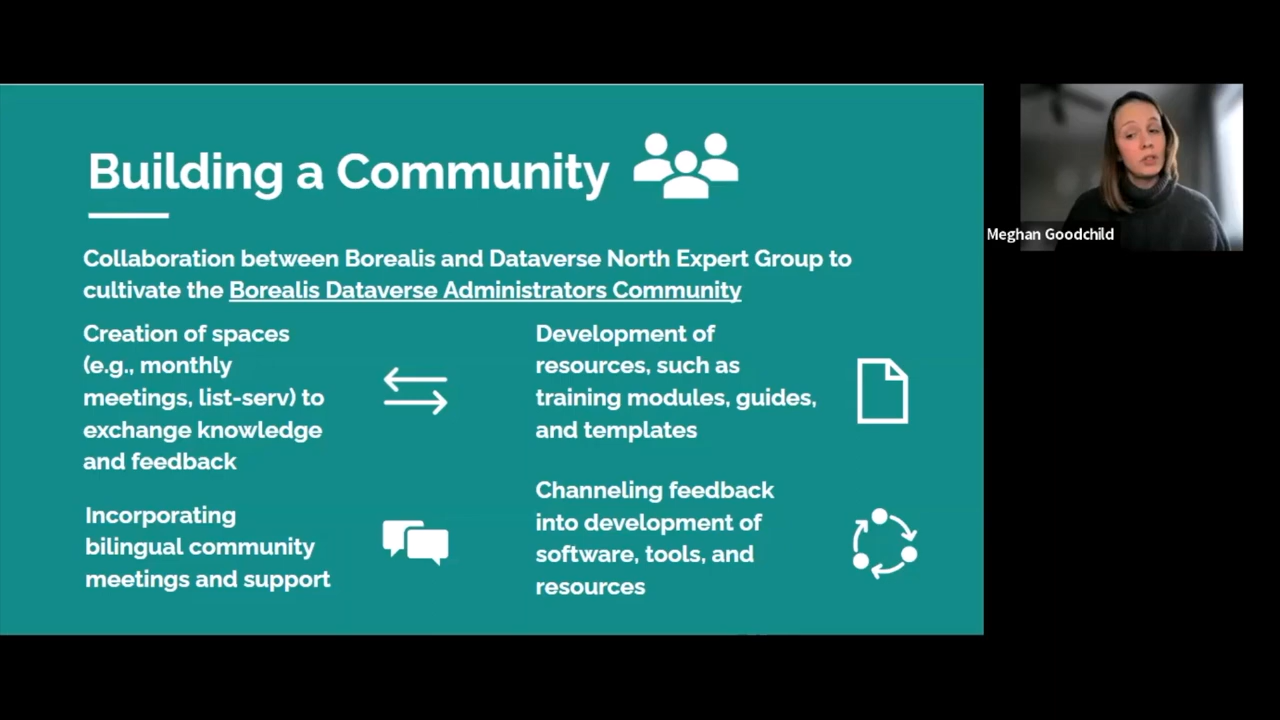 Building a Community
Collaboration between Borealis and Dataverse North Expert Group to
cultivate the Borealis Dataverse Administrators Community
Creation of spaces
(e.g., monthly
meetings, list-serv) to
exchange knowledge
and feedback
Development of
resources, such as
training modules, guides,
and templates
Incorporating
bilingual community
meetings and support
Channeling feedback
into development of
software, tools, and
resources
Meghan Goodchild